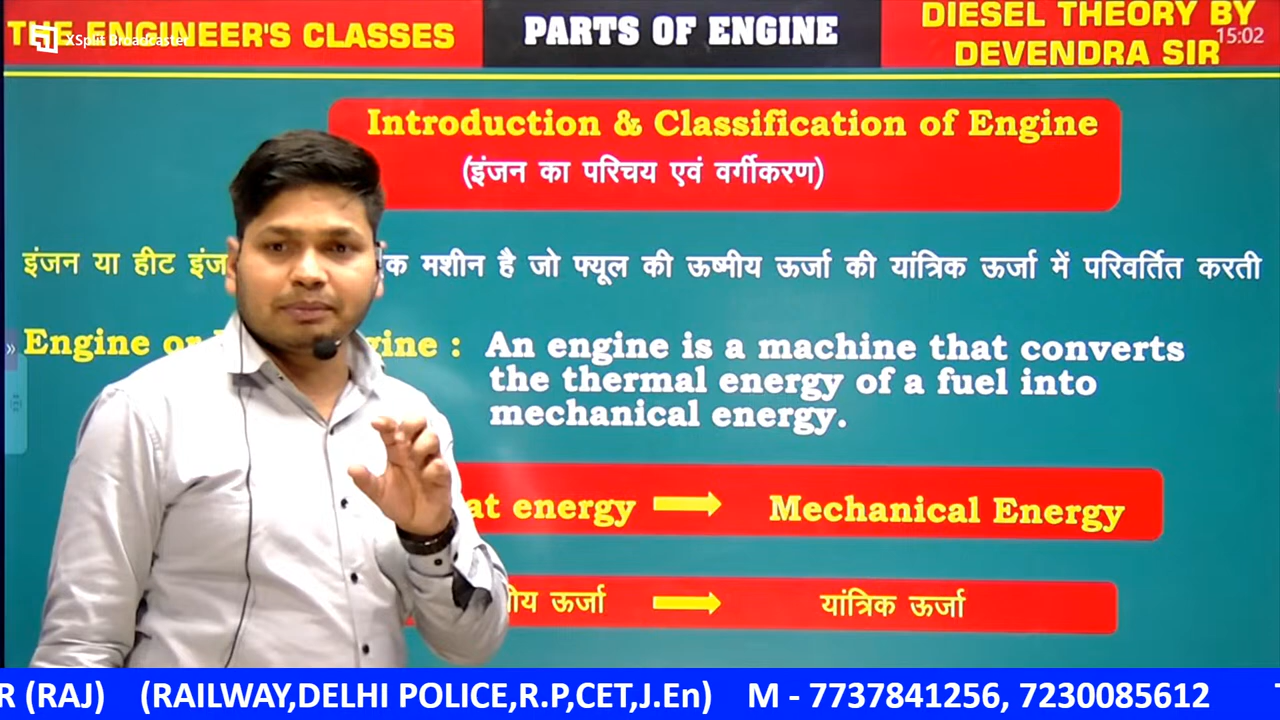 THE ENGINEER'S CLASSES
XSplit Broadcaster
PARTS OF ENGINE
DIESEL THEORY BY
DEVENDRA SIR
15:02
Introduction & Classification of Engine
(इंजन का परिचय एवं वर्गीकरण)
इंजन या हीट मशीन है जो फ्यूल की ऊष्मीय ऊर्जा की यांत्रिक ऊर्जा में परिवर्तित करती
Engine or : An engine is a machine that converts
the thermal energy of a fuel into
mechanical energy.
energy Mechanical Energy
ऊर्जा यांत्रिक ऊर्जा
(RAJ) (RAILWAY,DELHI POLICE,R.P,CET,J.En) M - 7737841256, 7230085612